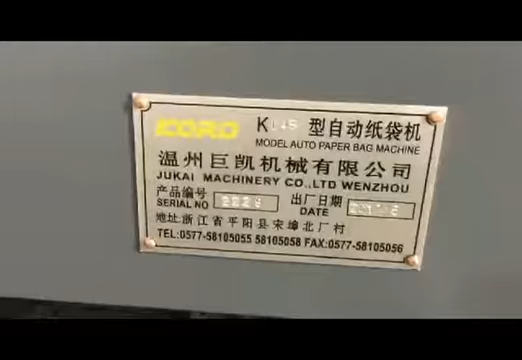 KORD K 型自动纸袋机
MODEL AUTO PAPER BAG MACHINE
温州巨凯机械有限公司
JUKAI MACHINERY CO.,LTD WENZHOU
产品编号 出厂日期
SERIAL NO DATE
地址:浙江省平阳县宋埠北厂村
TEL:0577-58105055 58105058 FAX:0577-58105056